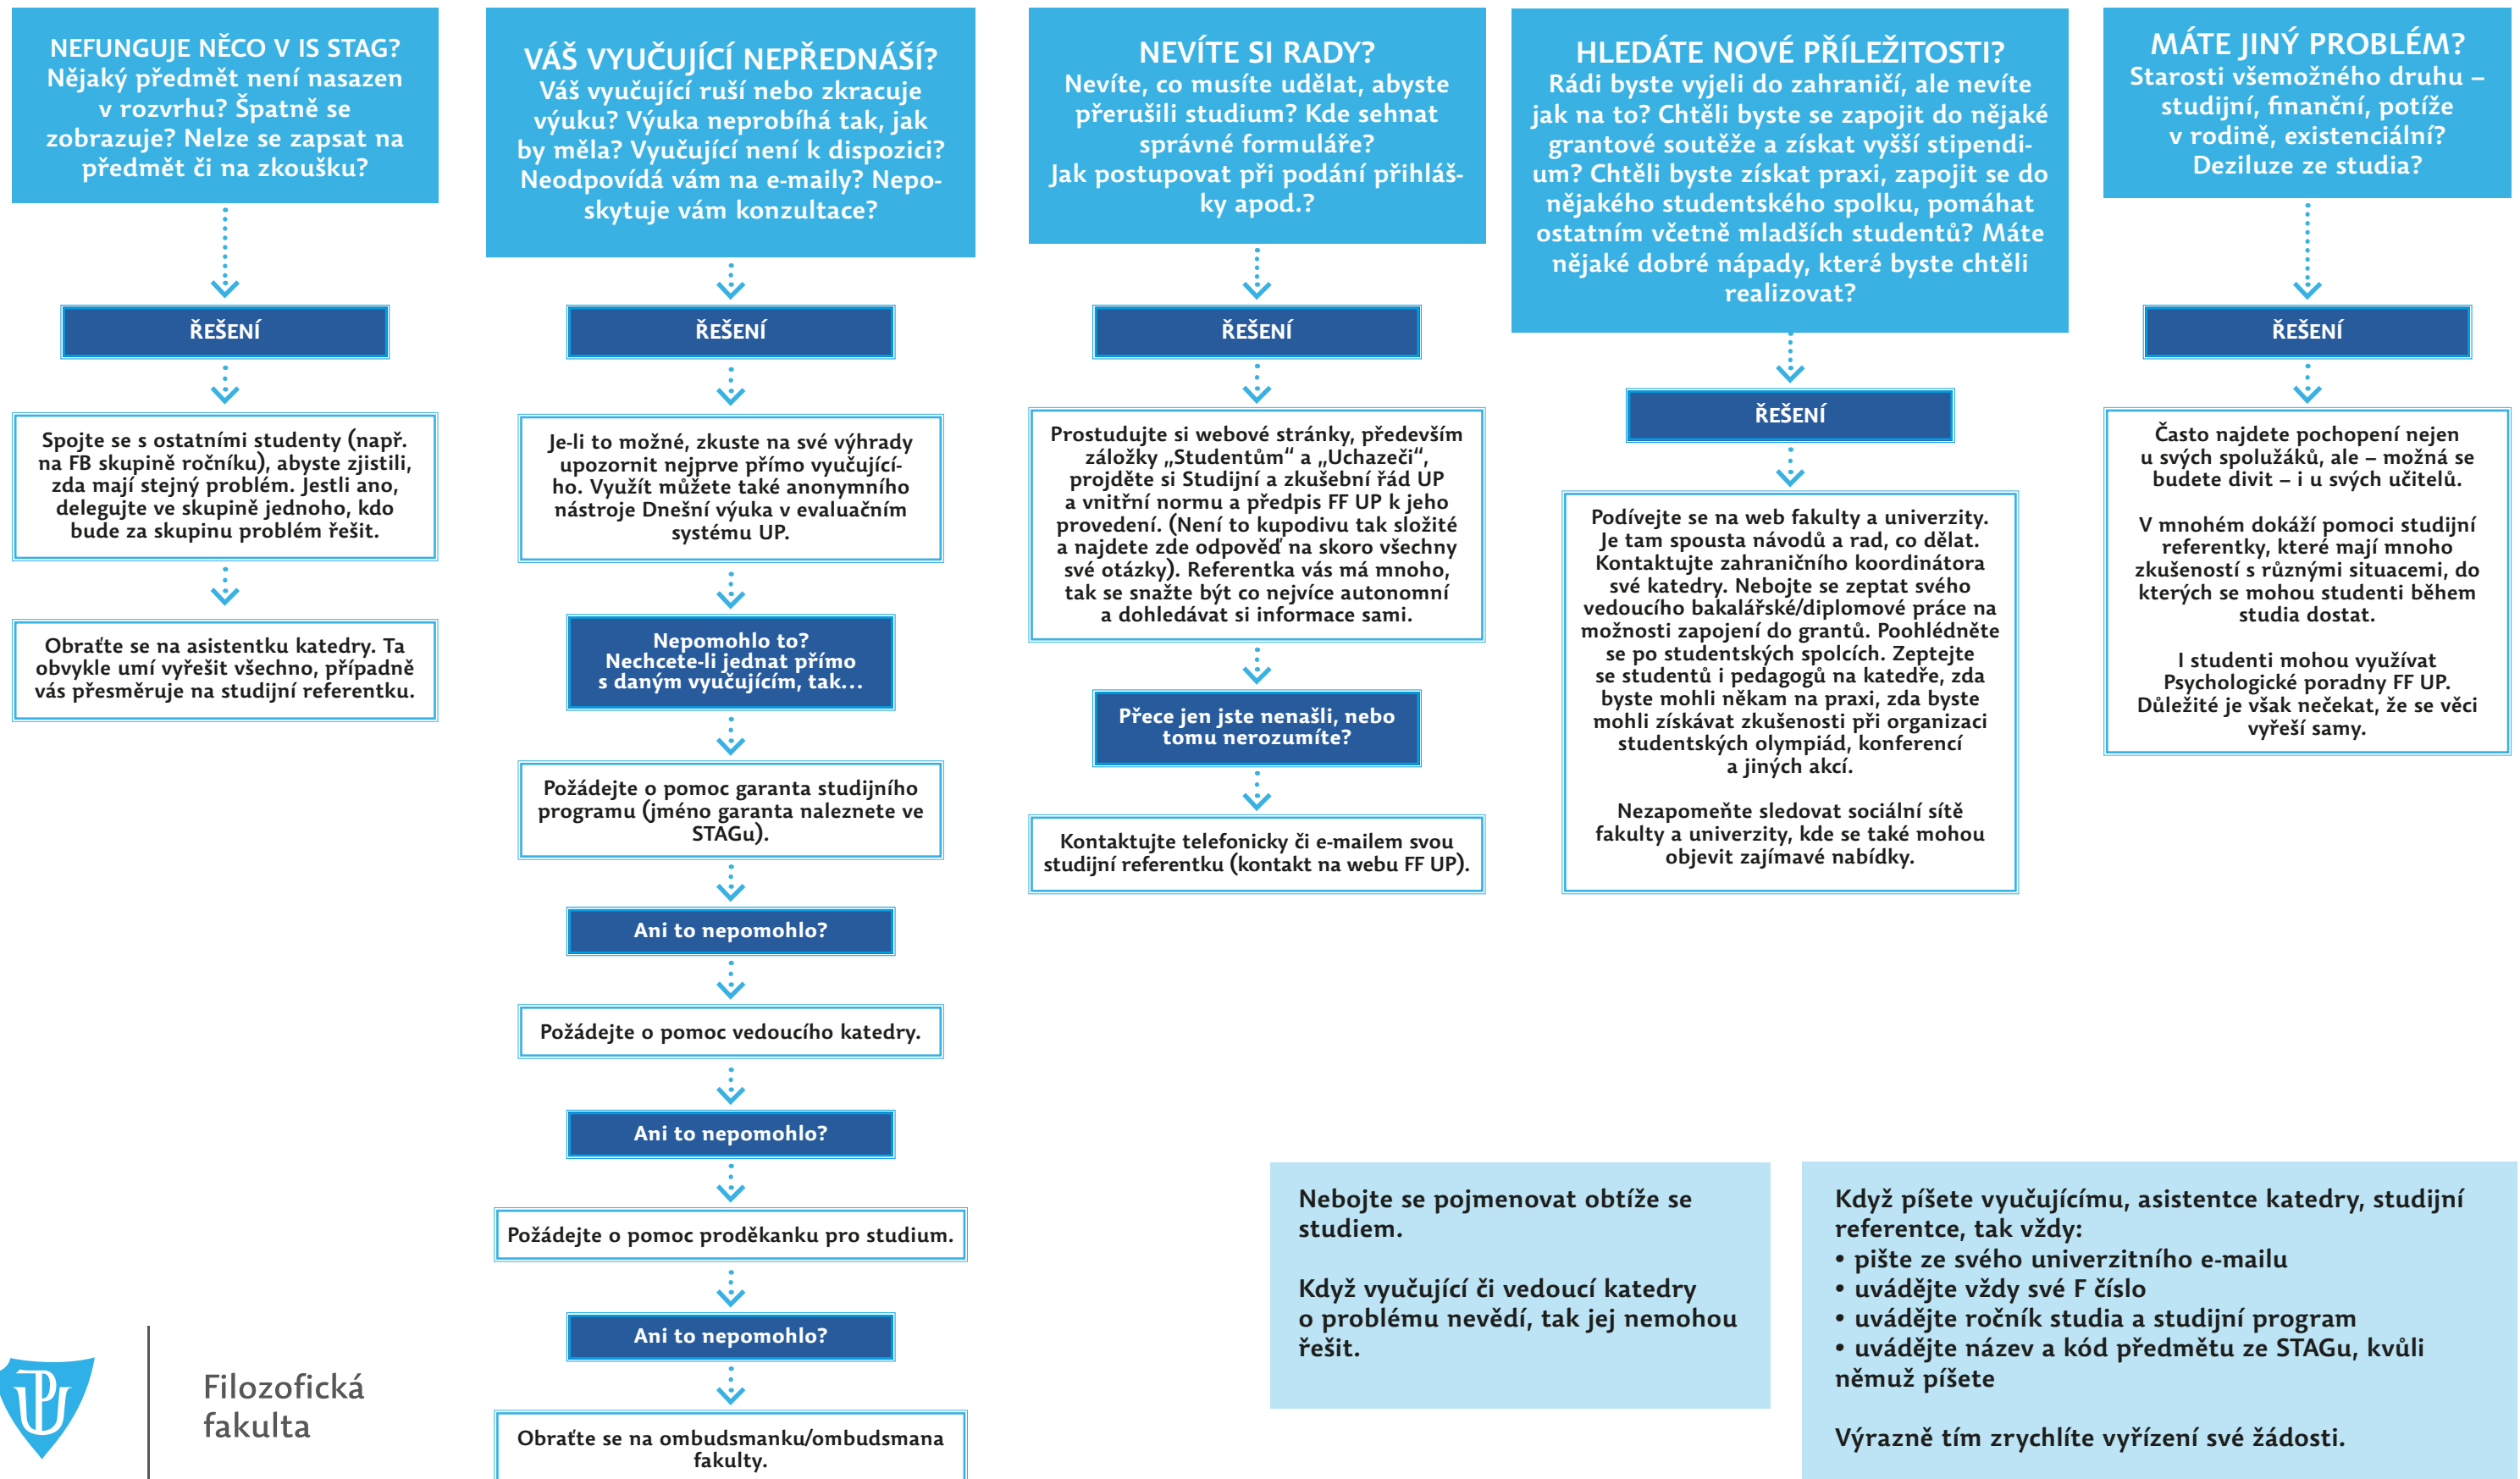 NEFUNGUJE NĚCO V IS STAG?
Nějaký předmět není nasazen
v rozvrhu? Špatně se
zobrazuje? Nelze se zapsat na
předmět či na zkoušku?
ŘEŠENÍ
Spojte se s ostatními studenty (např.
na FB skupině ročníku), abyste zjistili,
zda mají stejný problém. Jestli ano,
delegujte ve skupině jednoho, kdo
bude za skupinu problém řešit.
Obraťte se na asistentku katedry. Ta
obvykle umí vyřešit všechno, případně
vás přesměruje na studijní referentku.
VÁŠ VYUČUJÍCÍ NEPŘEDNÁŠÍ?
Váš vyučující ruší nebo zkracuje
výuku? Výuka neprobíhá tak, jak
by měla? Vyučující není k dispozici?
Neodpovídá vám na e-maily? Nepo-
skytuje vám konzultace?
ŘEŠENÍ
Je-li to možné, zkuste na své výhrady
upozornit nejprve přímo vyučující-
ho. Využít můžete také anonymního
nástroje Dnešní výuka v evaluačním
systému UP.
Nepomohlo to?
Nechcete-li jednat přímo
s daným vyučujícím, tak…
Požádejte o pomoc garanta studijního
programu (jméno garanta naleznete ve
STAGu).
Ani to nepomohlo?
Požádejte o pomoc vedoucího katedry.
Ani to nepomohlo?
Požádejte o pomoc proděkanku pro studium.
Ani to nepomohlo?
Obraťte se na ombudsmanku/ombudsmana
fakulty.
NEVÍTE SI RADY?
Nevíte, co musíte udělat, abyste
přerušili studium? Kde sehnat
správné formuláře?
Jak postupovat při podání přihláš-
ky apod.?
ŘEŠENÍ
Prostudujte si webové stránky, především
záložky „Studentům“ a „Uchazeči“,
projděte si Studijní a zkušební řád UP
a vnitřní normu a předpis FF UP k jeho
provedení. (Není to kupodivu tak složité
a najdete zde odpověď na skoro všechny
své otázky). Referentka vás má mnoho,
tak se snažte být co nejvíce autonomní
a dohledávat si informace sami.
Přece jen jste nenašli, nebo
tomu nerozumíte?
Kontaktujte telefonicky či e-mailem svou
studijní referentku (kontakt na webu FF UP).
HLEDÁTE NOVÉ PŘÍLEŽITOSTI?
Rádi byste vyjeli do zahraničí, ale nevíte
jak na to? Chtěli byste se zapojit do nějaké
grantové soutěže a získat vyšší stipendi-
um? Chtěli byste získat praxi, zapojit se do
nějakého studentského spolku, pomáhat
ostatním včetně mladších studentů? Máte
nějaké dobré nápady, které byste chtěli
realizovat?
ŘEŠENÍ
Podívejte se na web fakulty a univerzity.
Je tam spousta návodů a rad, co dělat.
Kontaktujte zahraničního koordinátora
své katedry. Nebojte se zeptat svého
vedoucího bakalářské/diplomové práce na
možnosti zapojení do grantů. Poohlédněte
se po studentských spolcích. Zeptejte
se studentů i pedagogů na katedře, zda
byste mohli někam na praxi, zda byste
mohli získávat zkušenosti při organizaci
studentských olympiád, konferencí
a jiných akcí.
Nezapomeňte sledovat sociální sítě
fakulty a univerzity, kde se také mohou
objevit zajímavé nabídky.
MÁTE JINÝ PROBLÉM?
Starosti všemožného druhu –
studijní, finanční, potíže
v rodině, existenciální?
Deziluze ze studia?
ŘEŠENÍ
Často najdete pochopení nejen
u svých spolužáků, ale – možná se
budete divit – i u svých učitelů.
V mnohém dokáží pomoci studijní
referentky, které mají mnoho
zkušeností s různými situacemi, do
kterých se mohou studenti během
studia dostat.
I studenti mohou využívat
Psychologické poradny FF UP.
Důležité je však nečekat, že se věci
vyřeší samy.
Nebojte se pojmenovat obtíže se
studiem.
Když vyučující či vedoucí katedry
o problému nevědí, tak jej nemohou
řešit.
Když píšete vyučujícímu, asistentce katedry, studijní
referentce, tak vždy:
• pište ze svého univerzitního e-mailu
• uvádějte vždy své F číslo
• uvádějte ročník studia a studijní program
• uvádějte název a kód předmětu ze STAGu, kvůli
němuž píšete
Výrazně tím zrychlíte vyřízení své žádosti.
UP
Filozofická
fakulta